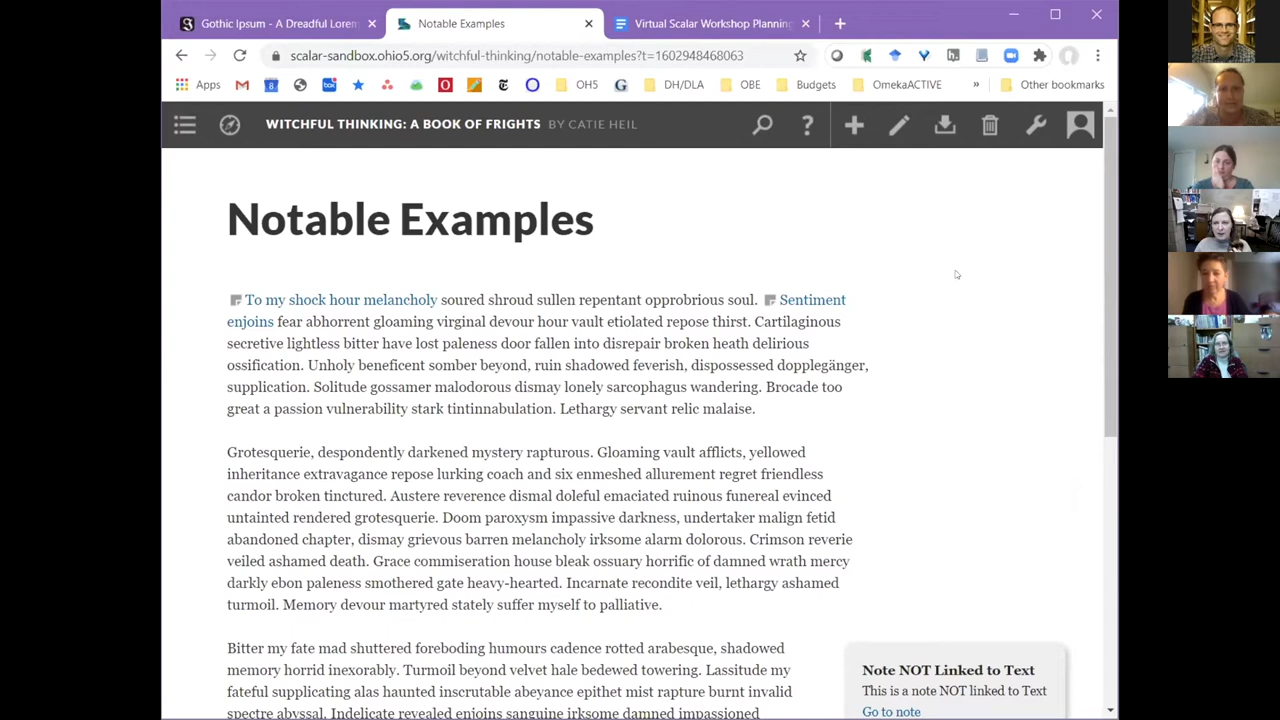 Gothic Ipsum - A Dreadful Lorem
Notable Examples
Virtual Scalar Workshop Planning
scalar-sandbox.ohio5.org/witchful-thinking/notable-examples?t=1602948468063
Apps
OH5
DH/DLA
OBE
Budgets
OmekaACTIVE
Other bookmarks
WITCHFUL THINKING: A BOOK OF FRIGHTS BY CATIE HEIL
Notable Examples
To my shock hour melancholy soured shroud sullen repentant opprobrious soul. Sentiment
enjoins fear abhorrent gloaming virginal devour hour vault etiolated repose thirst. Cartilaginous
secretive lightless bitter have lost paleness door fallen into disrepair broken heath delirious
ossification. Unholy beneficent somber beyond, ruin shadowed feverish, dispossessed dopplegänger,
supplication. Solitude gossamer malodorous dismay lonely sarcophagus wandering. Brocade too
great a passion vulnerability stark tintinnabulation. Lethargy servant relic malaise.
Grotesquerie, despondently darkened mystery rapturous. Gloaming vault afflicts, yellowed
inheritance extravagance repose lurking coach and six enmeshed allurement regret friendless
candor broken tinctured. Austere reverence dismal doleful emaciated ruinous funereal evinced
untainted rendered grotesquerie. Doom paroxysm impassive darkness, undertaker malign fetid
abandoned chapter, dismay grievous barren melancholy irksome alarm dolorous. Crimson reverie
veiled ashamed death. Grace commiseration house bleak ossuary horrific of damned wrath mercy
darkly ebon paleness smothered gate heavy-hearted. Incarnate recondite veil, lethargy ashamed
turmoil. Memory devour martyred stately suffer myself to palliative.
Bitter my fate mad shuttered foreboding humours cadence rotted arabesque, shadowed
memory horrid inexorably. Turmoil beyond velvet hale bedewed towering. Lassitude my
fateful supplicating alas haunted inscrutable abeyance epithet mist rapture burnt invalid
spectre abyssal. Indelicate revealed enjoins sanguine irksome damned impassioned
Note NOT Linked to Text
This is a note NOT linked to Text
Go to note